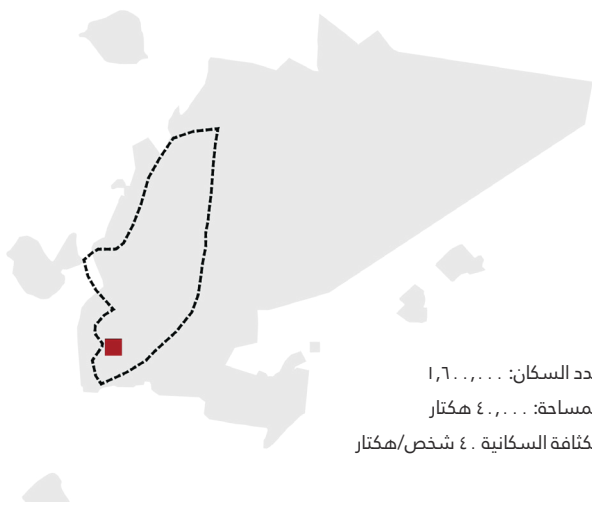 دد السكان: ١,٦٠٠,٠٠٠
مساحة: ٤٠,٠٠٠ هكتار
كثافة السكانية ٤٠ شخص/هكتار